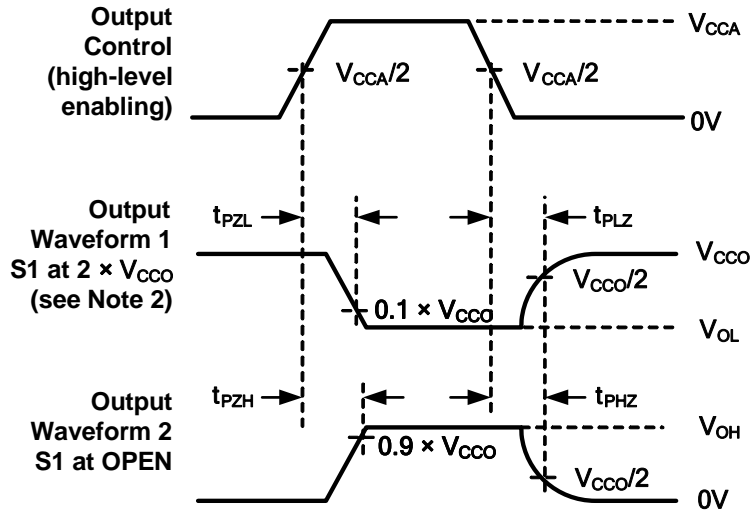 Output
Control
(high-level
enabling)
V_CCA/2
V_CCA/2
V_CCA
0V
Output
Waveform 1
S1 at 2 × V_CCO
(see Note 2)
t_PZL
t_PLZ
V_CCO
V_CCO/2
0.1 × V_CCO
V_OL
Output
Waveform 2
S1 at OPEN
t_PZH
t_PHZ
V_OH
0.9 × V_CCO
V_CCO/2
0V